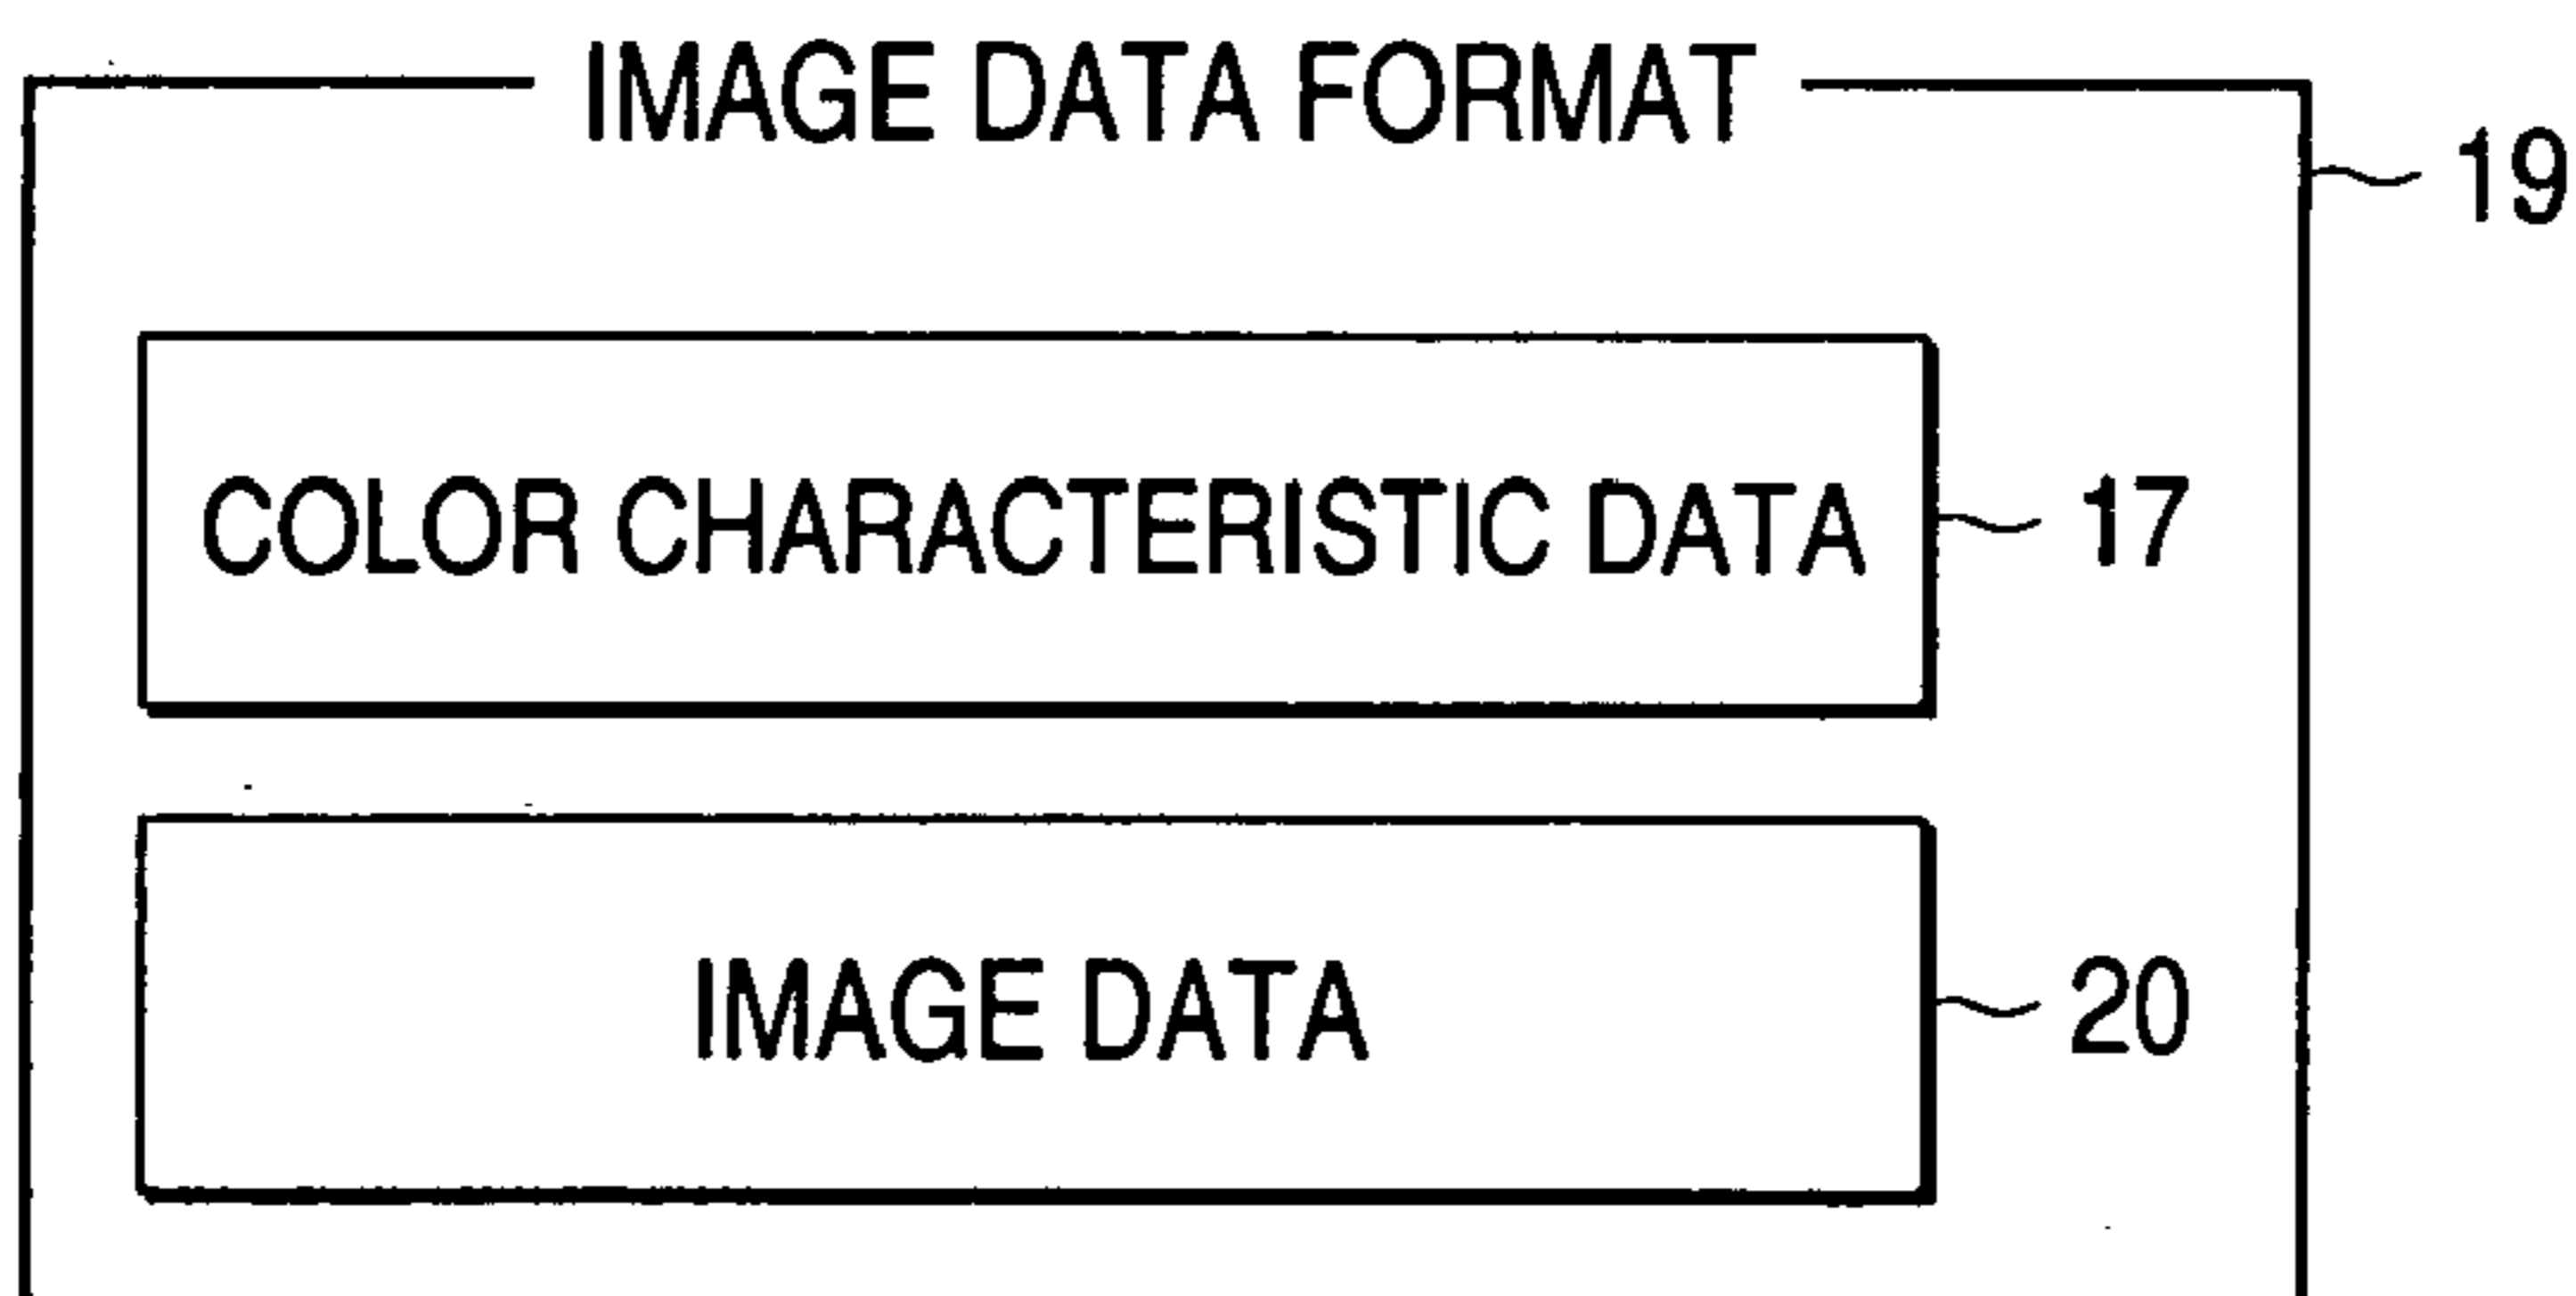 IMAGE DATA FORMAT
19
COLOR CHARACTERISTIC DATA
17
IMAGE DATA
20